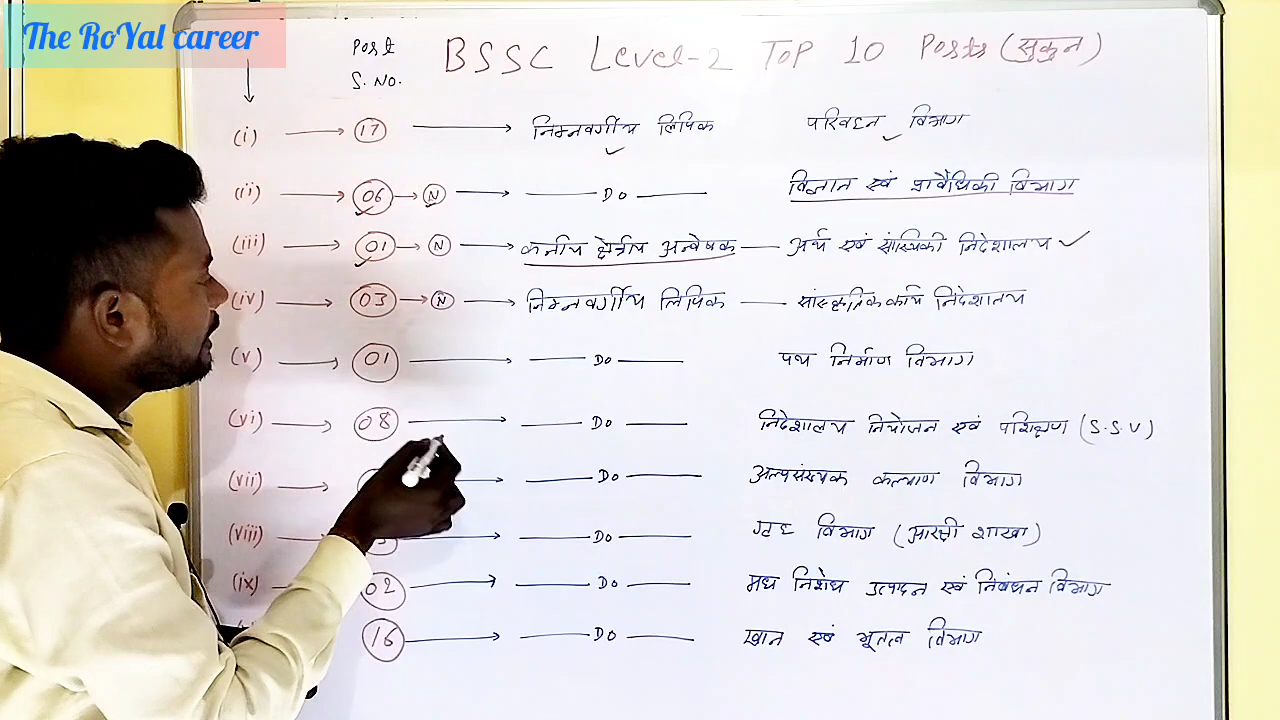 The RoYal career
Post
S. No.
BSSC Level-2 ToP 10 Posts (सुकुन)
(i) → 17 → निम्नवर्गीय लिपिक परिवहन विभाग
(ii) → 06 → N → Do विज्ञान एवं प्रावैधिकी विभाग
(iii) → 01 → N → कनीय क्षेत्रीय अन्वेषक — अर्थ एवं सांख्यिकी निदेशालय
(iv) → 03 → N → निम्नवर्गीय लिपिक — सांस्कृतिक कार्य निदेशालय
(v) → 01 → Do पथ निर्माण विभाग
(vi) → 08 → Do निदेशालय नियोजन एवं प्रशिक्षण (S.S.V)
(vii) → Do अल्पसंख्यक कल्याण विभाग
(viii) → Do गृह विभाग (आरक्षी शाखा)
(ix) 02 → Do मध निशेध उत्पादन एवं निबंधन विभाग
16 → Do खान एवं भूतत्व विभाग